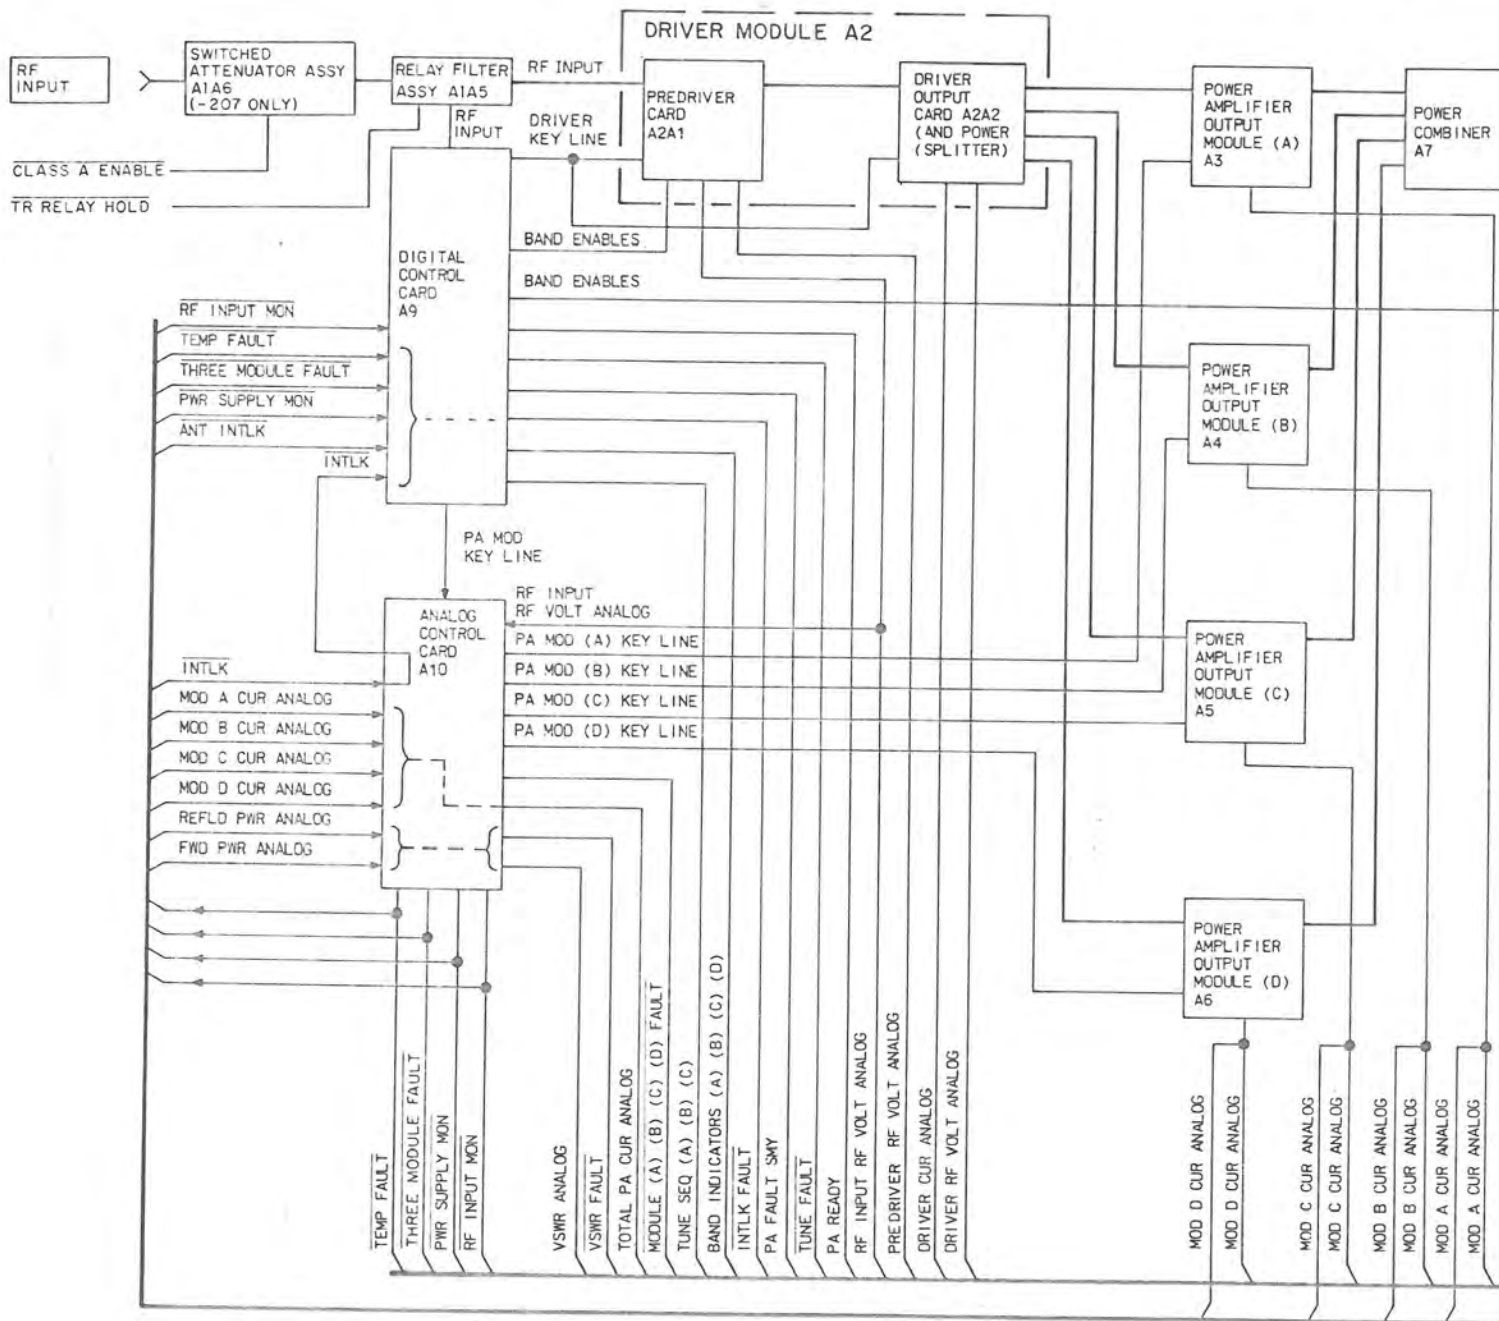 DRIVER MODULE A2
RF
INPUT
SWITCHED
ATTENUATOR ASSY
A1A6
(-207 ONLY)
RELAY FILTER
ASSY A1A5
RF INPUT
RF
INPUT
DRIVER
KEY LINE
PREDRIVER
CARD
A2A1
DRIVER
OUTPUT
CARD A2A2
(AND POWER
(SPLITTER)
POWER
AMPLIFIER
OUTPUT
MODULE (A)
A3
POWER
COMBINER
A7
CLASS A ENABLE
TR RELAY HOLD
DIGITAL
CONTROL
CARD
A9
BAND ENABLES
BAND ENABLES
RF INPUT MON
TEMP FAULT
THREE MODULE FAULT
PWR SUPPLY MON
ANT INTLK
INTLK
POWER
AMPLIFIER
OUTPUT
MODULE (B)
A4
PA MOD
KEY LINE
ANALOG
CONTROL
CARD
A10
RF INPUT
RF VOLT ANALOG
PA MOD (A) KEY LINE
PA MOD (B) KEY LINE
PA MOD (C) KEY LINE
PA MOD (D) KEY LINE
POWER
AMPLIFIER
OUTPUT
MODULE (C)
A5
INTLK
MOD A CUR ANALOG
MOD B CUR ANALOG
MOD C CUR ANALOG
MOD D CUR ANALOG
REFLD PWR ANALOG
FWD PWR ANALOG
POWER
AMPLIFIER
OUTPUT
MODULE (D)
A6
TEMP FAULT
THREE MODULE FAULT
PWR SUPPLY MON
RF INPUT MON
VSWR ANALOG
VSWR FAULT
TOTAL PA CUR ANALOG
MODULE (A) (B) (C) (D) FAULT
TUNE SEQ (A) (B) (C)
BAND INDICATORS (A) (B) (C) (D)
INTLK FAULT
PA FAULT SMY
TUNE FAULT
PA READY
RF INPUT RF VOLT ANALOG
PREDRIVER RF VOLT ANALOG
DRIVER CUR ANALOG
DRIVER RF VOLT ANALOG
MOD D CUR ANALOG
MOD D CUR ANALOG
MOD C CUR ANALOG
MOD C CUR ANALOG
MOD B CUR ANALOG
MOD B CUR ANALOG
MOD A CUR ANALOG
MOD A CUR ANALOG